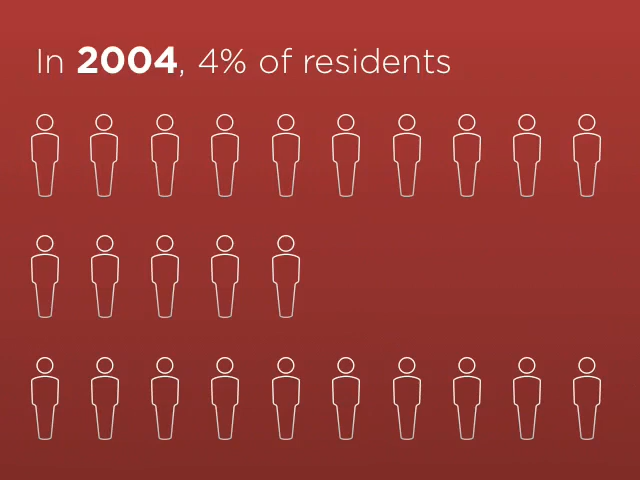 In 2004, 4% of residents